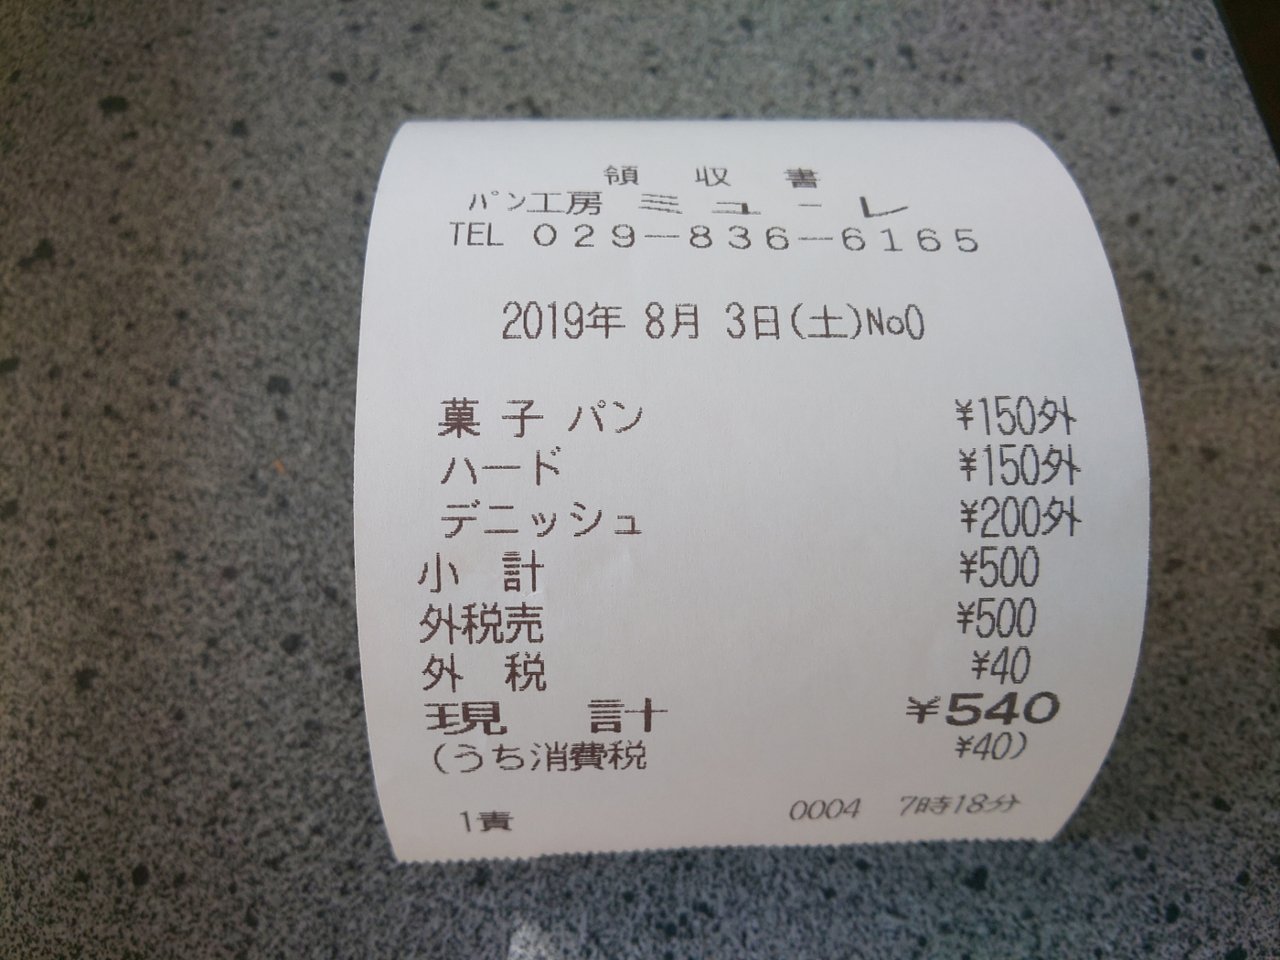 領 収 書
パン工房 ミューレ
TEL 029-836-6165
2019年 8月 3日(土)No0
菓子パン ¥150外
ハード ¥150外
デニッシュ ¥200外
小 計 ¥500
外税売 ¥500
外 税 ¥40
現 計 ¥540
(うち消費税 ¥40)
1責 0004 7時18分